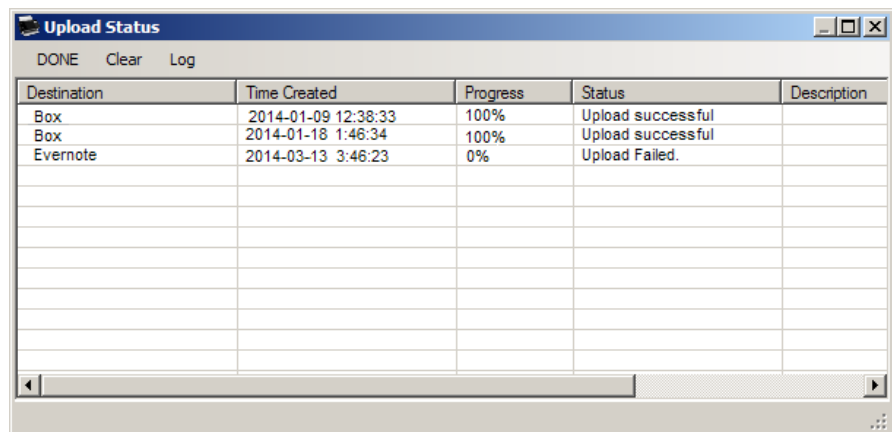 Upload Status
DONE Clear Log
Destination Time Created Progress Status Description
Box 2014-01-09 12:38:33 100% Upload successful
Box 2014-01-18 1:46:34 100% Upload successful
Evernote 2014-03-13 3:46:23 0% Upload Failed.